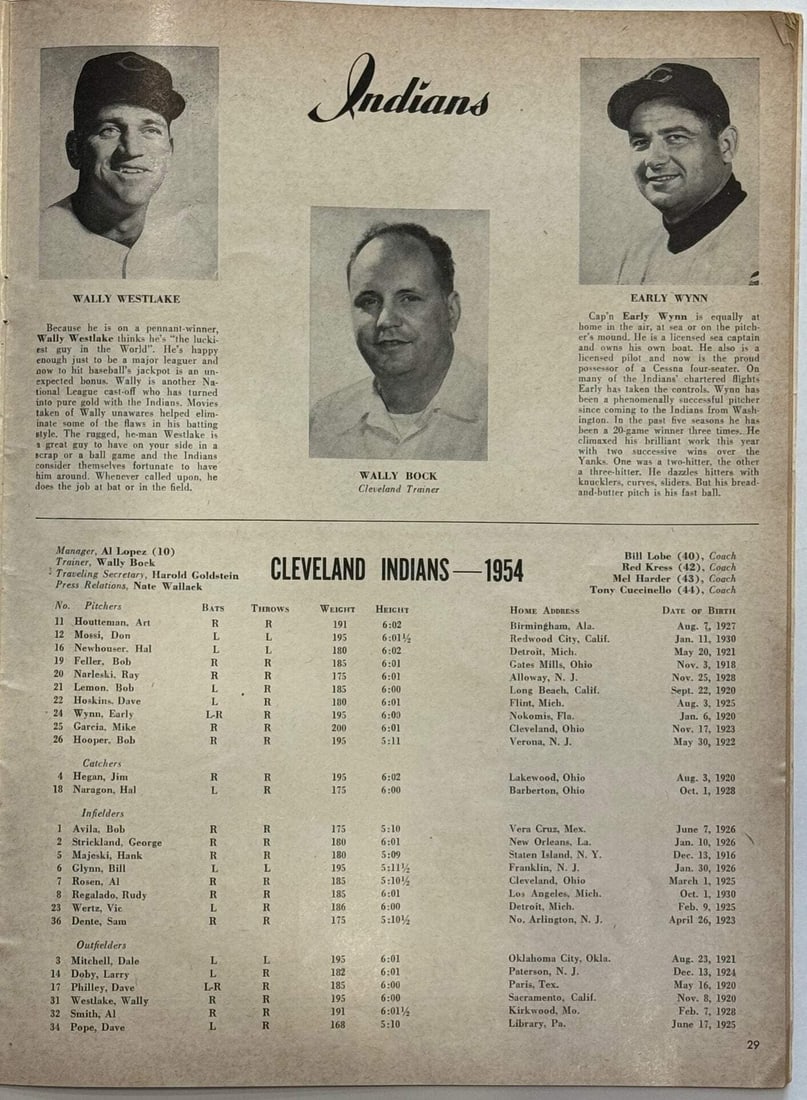 Indians
WALLY WESTLAKE
Because he is on a pennant-winner,
Wally Westlake thinks he's "the lucki-
est guy in the World". He's happy
enough just to be a major leaguer and
now to hit baseball's jackpot is an un-
expected bonus. Wally is another Na-
tional League cast-off who has turned
into pure gold with the Indians. Movies
taken of Wally unawares helped elim-
inate some of the flaws in his batting
style. The rugged, he-man Westlake is
a great guy to have on your side in a
scrap or a ball game and the Indians
consider themselves fortunate to have
him around. Whenever called upon, he
does the job at bat or in the field.
WALLY BOCK
Cleveland Trainer
EARLY WYNN
Cap'n Early Wynn is equally at
home in the air, at sea or on the pitch-
er's mound. He is a licensed sea captain
and owns his own boat. He also is a
licensed pilot and now is the proud
possessor of a Cessna four-seater. On
many of the Indians' chartered flights
Early has taken the controls. Wynn has
been a phenomenally successful pitcher
since coming to the Indians from Wash-
ington. In the past five seasons he has
been a 20-game winner three times. He
climaxed his brilliant work this year
with two successive wins over the
Yanks. One was a two-hitter, the other
a three-hitter. He dazzles hitters with
knucklers, curves, sliders. But his bread-
and-butter pitch is his fast ball.
Manager, Al Lopez (10)
Trainer, Wally Bock
Traveling Secretary, Harold Goldstein
Press Relations, Nate Wallack
CLEVELAND INDIANS—1954
Bill Lobe (40), Coach
Red Kress (42), Coach
Mel Harder (43), Coach
Tony Cuccinello (44), Coach
No. Pitchers BATS THROWS WEIGHT HEIGHT HOME ADDRESS DATE OF BIRTH
11 Houtteman, Art R R 191 6:02 Birmingham, Ala. Aug. 7, 1927
12 Mossi, Don L L 195 6:01½ Redwood City, Calif. Jan. 11, 1930
16 Newhouser, Hal L L 180 6:02 Detroit, Mich. May 20, 1921
19 Feller, Bob R R 185 6:01 Gates Mills, Ohio Nov. 3, 1918
20 Narleski, Ray R R 175 6:01 Alloway, N. J. Nov. 25, 1928
21 Lemon, Bob L R 185 6:00 Long Beach, Calif. Sept. 22, 1920
22 Hoskins, Dave L R 180 6:01 Flint, Mich. Aug. 3, 1925
24 Wynn, Early L-R R 195 6:00 Nokomis, Fla. Jan. 6, 1920
25 Garcia, Mike R R 200 6:01 Cleveland, Ohio Nov. 17, 1923
26 Hooper, Bob R R 195 5:11 Verona, N. J. May 30, 1922
Catchers
4 Hegan, Jim R R 195 6:02 Lakewood, Ohio Aug. 3, 1920
18 Naragon, Hal L R 175 6:00 Barberton, Ohio Oct. 1, 1928
Infielders
1 Avila, Bob R R 175 5:10 Vera Cruz, Mex. June 7, 1926
2 Strickland, George R R 180 6:01 New Orleans, La. Jan. 10, 1926
5 Majeski, Hank R R 180 5:09 Staten Island, N. Y. Dec. 13, 1916
6 Glynn, Bill L L 195 5:11½ Franklin, N. J. Jan. 30, 1926
7 Rosen, Al R R 185 5:10½ Cleveland, Ohio March 1, 1925
8 Regalado, Rudy R R 185 6:01 Los Angeles, Mich. Oct. 1, 1930
23 Wertz, Vic L R 186 6:00 Detroit, Mich. Feb. 9, 1925
36 Dente, Sam R R 175 5:10½ No. Arlington, N. J. April 26, 1923
Outfielders
3 Mitchell, Dale L L 195 6:01 Oklahoma City, Okla. Aug. 23, 1921
14 Doby, Larry L R 182 6:01 Paterson, N. J. Dec. 13, 1924
17 Philley, Dave L-R R 185 6:00 Paris, Tex. May 16, 1920
31 Westlake, Wally R R 195 6:00 Sacramento, Calif. Nov. 8, 1920
32 Smith, Al R R 191 6:01½ Kirkwood, Mo. Feb. 7, 1928
34 Pope, Dave L R 168 5:10 Library, Pa. June 17, 1925
29